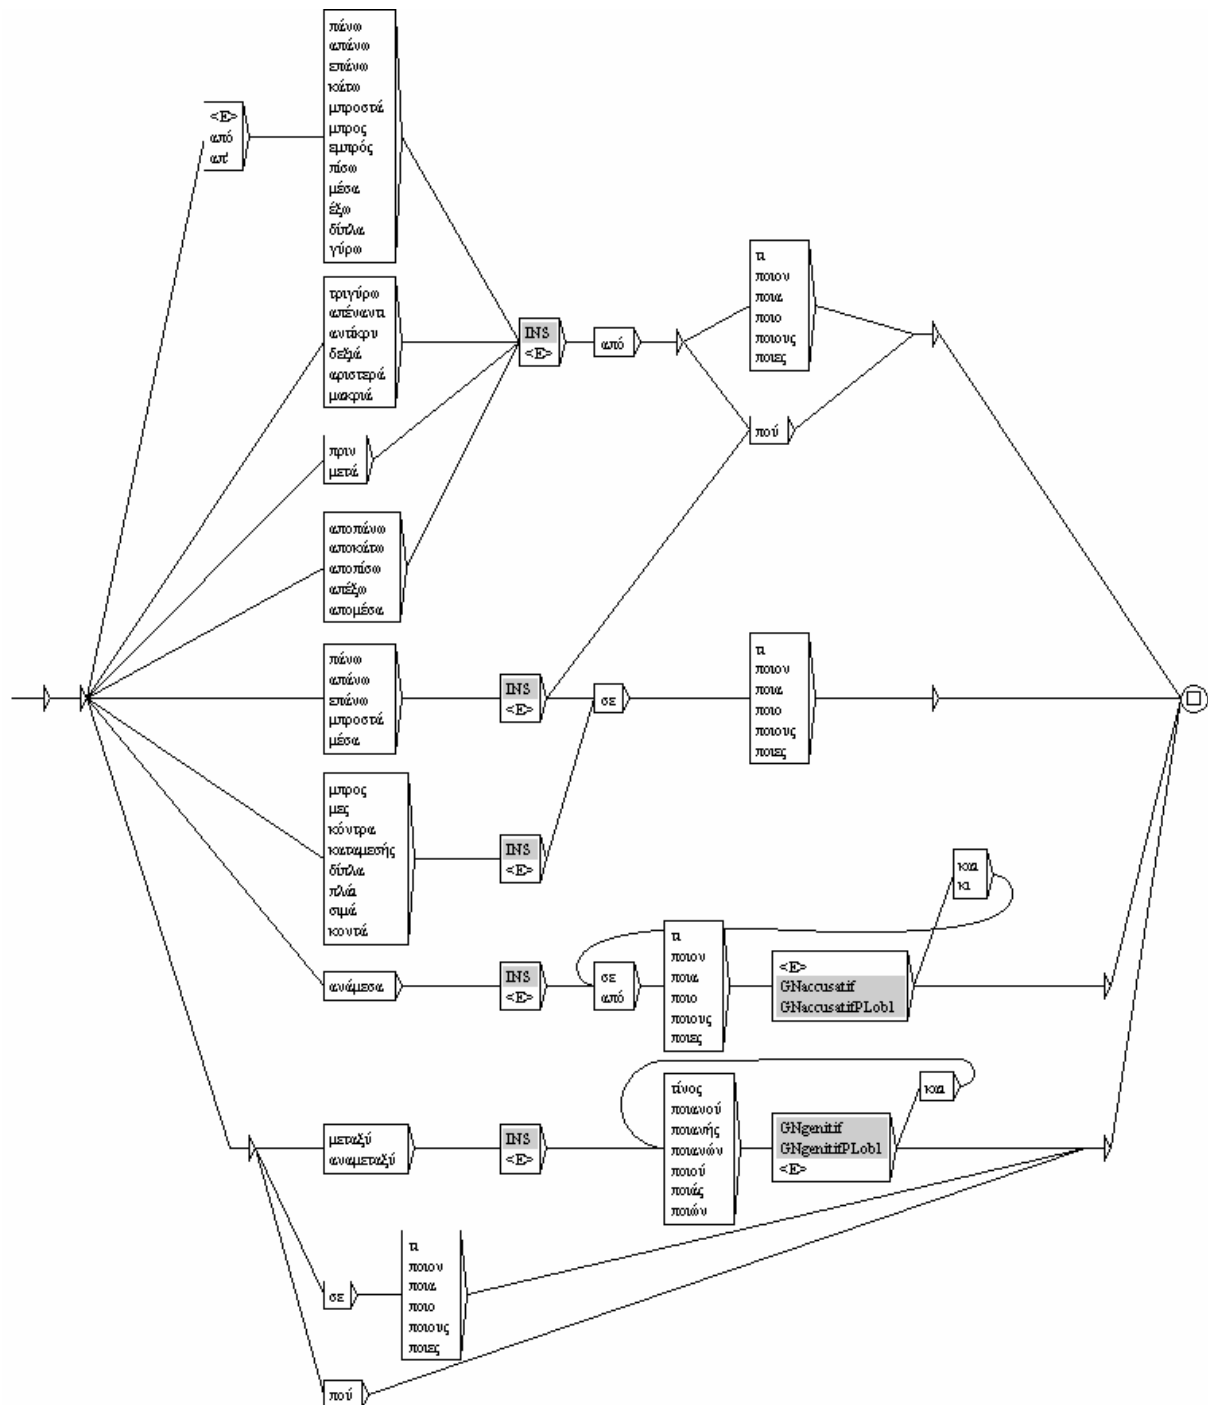 <E>
από
απ'
πάνω
απάνω
επάνω
κάτω
μπροστά
μπρος
εμπρός
πίσω
μέσα
έξω
δίπλα
γύρω
τριγύρω
απέναντι
αντίκρυ
δεξιά
αριστερά
μακριά
πριν
μετά
αποπάνω
αποκάτω
αποπίσω
απέξω
απομέσα
INS
<E>
από
τι
ποιον
ποια
ποιο
ποιους
ποιες
πού
πάνω
απάνω
επάνω
μπροστά
μέσα
INS
<E>
σε
τι
ποιον
ποια
ποιο
ποιους
ποιες
μπρος
μες
κόντρα
καταμεσής
δίπλα
πλάι
σιμά
κοντά
INS
<E>
ανάμεσα
INS
<E>
σε
από
τι
ποιον
ποια
ποιο
ποιους
ποιες
<E>
GNaccusatif
GNaccusatifPLobl
και
κι
μεταξύ
αναμεταξύ
INS
<E>
τίνος
ποιανού
ποιανής
ποιανών
ποιού
ποιάς
ποιών
GNgenitif
GNgenitifPLobl
<E>
και
σε
τι
ποιον
ποια
ποιο
ποιους
ποιες
πού